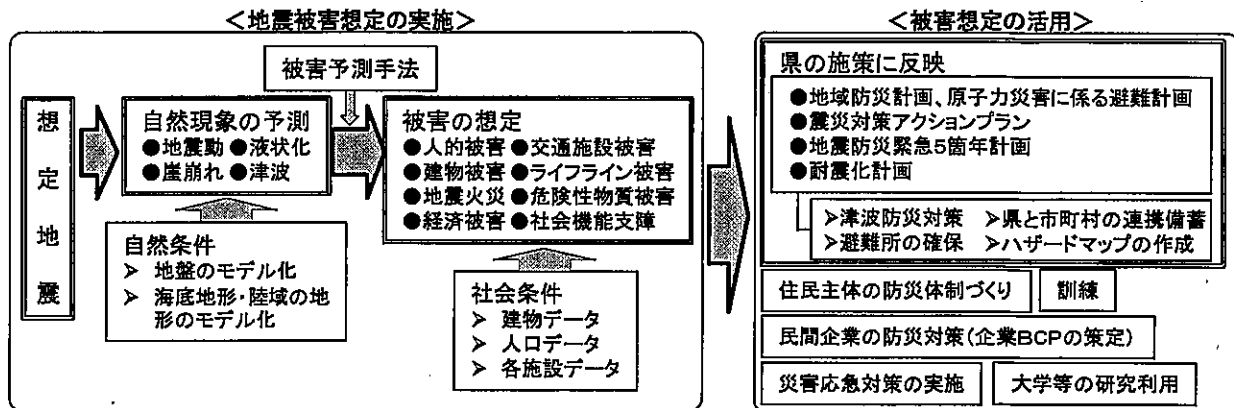 ＜地震被害想定の実施＞
被害予測手法
想定地震
自然現象の予測
●地震動 ●液状化
●崖崩れ ●津波
被害の想定
●人的被害 ●交通施設被害
●建物被害 ●ライフライン被害
●地震火災 ●危険性物質被害
●経済被害 ●社会機能支障
自然条件
➢ 地盤のモデル化
➢ 海底地形・陸域の地
形のモデル化
社会条件
➢ 建物データ
➢ 人口データ
➢ 各施設データ
＜被害想定の活用＞
県の施策に反映
●地域防災計画、原子力災害に係る避難計画
●震災対策アクションプラン
●地震防災緊急5箇年計画
●耐震化計画
➢津波防災対策 ➢県と市町村の連携備蓄
➢避難所の確保 ➢ハザードマップの作成
住民主体の防災体制づくり 訓練
民間企業の防災対策(企業BCPの策定)
災害応急対策の実施 大学等の研究利用